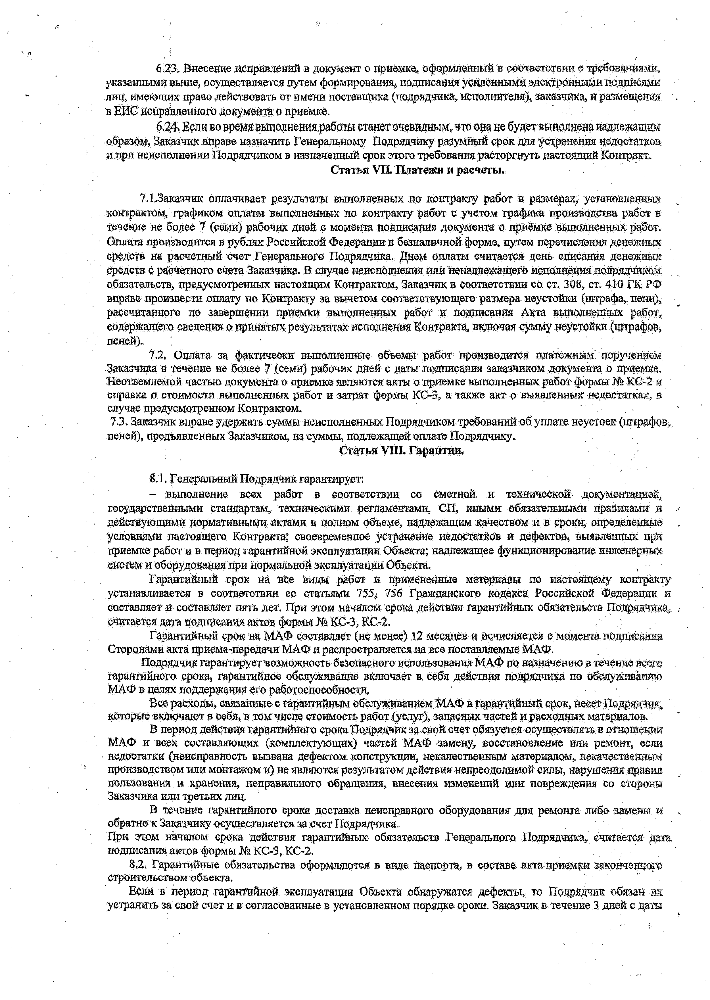 6.23. Внесение исправлений в документ о приемке, оформленный в соответствии с требованиями,
указанными выше, осуществляется путем формирования, подписания усиленными электронными подписями
лиц, имеющих право действовать от имени поставщика (подрядчика, исполнителя), заказчика, и размещения
в ЕИС исправленного документа о приемке.
6.24. Если во время выполнения работы станет очевидным, что она не будет выполнена надлежащим
образом, Заказчик вправе назначить Генеральному Подрядчику разумный срок для устранения недостатков
и при неисполнении Подрядчиком в назначенный срок этого требования расторгнуть настоящий Контракт.
Статья VII. Платежи и расчеты.
7.1.Заказчик оплачивает результаты выполненных по контракту работ в размерах, установленных
контрактом, графиком оплаты выполненных по контракту работ с учетом графика производства работ в
течение не более 7 (семи) рабочих дней с момента подписания документа о приёмке выполненных работ.
Оплата производится в рублях Российской Федерации в безналичной форме, путем перечисления денежных
средств на расчетный счет Генерального Подрядчика. Днем оплаты считается день списания денежных
средств с расчетного счета Заказчика. В случае неисполнения или ненадлежащего исполнения подрядчиком
обязательств, предусмотренных настоящим Контрактом, Заказчик в соответствии со ст. 308, ст. 410 ГК РФ
вправе произвести оплату по Контракту за вычетом соответствующего размера неустойки (штрафа, пени),
рассчитанного по завершении приемки выполненных работ и подписания Акта выполненных работ,
содержащего сведения о принятых результатах исполнения Контракта, включая сумму неустойки (штрафов,
пеней).
7.2. Оплата за фактически выполненные объемы работ производится платежным поручением
Заказчика в течение не более 7 (семи) рабочих дней с даты подписания заказчиком документа о приемке.
Неотъемлемой частью документа о приемке являются акты о приемке выполненных работ формы № КС-2 и
справка о стоимости выполненных работ и затрат формы КС-3, а также акт о выявленных недостатках, в
случае предусмотренном Контрактом.
7.3. Заказчик вправе удержать суммы неисполненных Подрядчиком требований об уплате неустоек (штрафов,
пеней), предъявленных Заказчиком, из суммы, подлежащей оплате Подрядчику.
Статья VIII. Гарантии.
8.1. Генеральный Подрядчик гарантирует:
– выполнение всех работ в соответствии со сметной и технической документацией,
государственными стандартам, техническими регламентами, СП, иными обязательными правилами и
действующими нормативными актами в полном объеме, надлежащим качеством и в сроки, определенные
условиями настоящего Контракта; своевременное устранение недостатков и дефектов, выявленных при
приемке работ и в период гарантийной эксплуатации Объекта; надлежащее функционирование инженерных
систем и оборудования при нормальной эксплуатации Объекта.
Гарантийный срок на все виды работ и примененные материалы по настоящему контракту
устанавливается в соответствии со статьями 755, 756 Гражданского кодекса Российской Федерации и
составляет и составляет пять лет. При этом началом срока действия гарантийных обязательств Подрядчика,
считается дата подписания актов формы № КС-3, КС-2.
Гарантийный срок на МАФ составляет (не менее) 12 месяцев и исчисляется с момента подписания
Сторонами акта приема-передачи МАФ и распространяется на все поставляемые МАФ.
Подрядчик гарантирует возможность безопасного использования МАФ по назначению в течение всего
гарантийного срока, гарантийное обслуживание включает в себя действия подрядчика по обслуживанию
МАФ в целях поддержания его работоспособности.
Все расходы, связанные с гарантийным обслуживанием МАФ в гарантийный срок, несет Подрядчик,
которые включают в себя, в том числе стоимость работ (услуг), запасных частей и расходных материалов.
В период действия гарантийного срока Подрядчик за свой счет обязуется осуществлять в отношении
МАФ и всех составляющих (комплектующих) частей МАФ замену, восстановление или ремонт, если
недостатки (неисправность вызвана дефектом конструкции, некачественным материалом, некачественным
производством или монтажом и) не являются результатом действия непреодолимой силы, нарушения правил
пользования и хранения, неправильного обращения, внесения изменений или повреждения со стороны
Заказчика или третьих лиц.
В течение гарантийного срока доставка неисправного оборудования для ремонта либо замены и
обратно к Заказчику осуществляется за счет Подрядчика.
При этом началом срока действия гарантийных обязательств Генерального Подрядчика, считается дата
подписания актов формы № КС-3, КС-2.
8.2. Гарантийные обязательства оформляются в виде паспорта, в составе акта приемки законченного
строительством объекта.
Если в период гарантийной эксплуатации Объекта обнаружатся дефекты, то Подрядчик обязан их
устранить за свой счет и в согласованные в установленном порядке сроки. Заказчик в течение 3 дней с даты